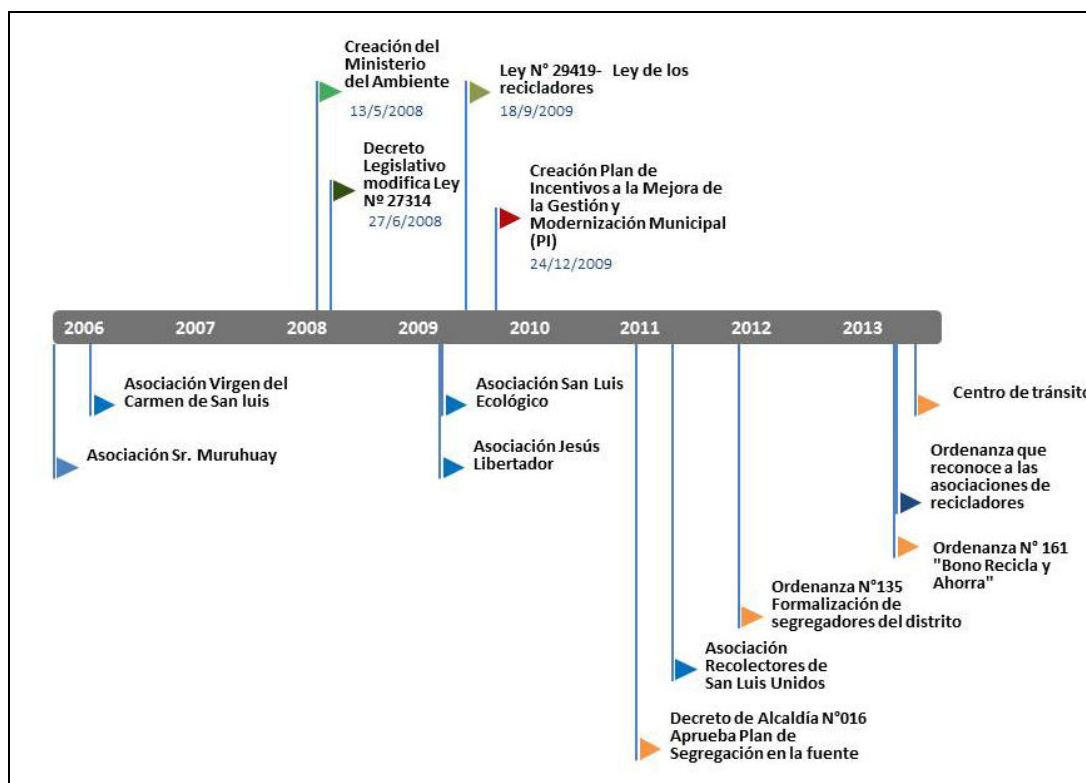 Creación del
Ministerio
del Ambiente
13/5/2008
Ley N° 29419- Ley de los
recicladores
18/9/2009
Decreto
Legislativo
modifica Ley
Nº 27314
27/6/2008
Creación Plan de
Incentivos a la Mejora de
la Gestión y
Modernización Municipal
(PI)
24/12/2009
2006 2007 2008 2009 2010 2011 2012 2013
Asociación Virgen del
Carmen de San luis
Asociación Sr. Muruhuay
Asociación San Luis
Ecológico
Asociación Jesús
Libertador
Centro de tránsito
Ordenanza que
reconoce a las
asociaciones de
recicladores
Ordenanza N° 161
"Bono Recicla y
Ahorra"
Ordenanza N°135
Formalización de
segregadores del distrito
Asociación
Recolectores de
San Luis Unidos
Decreto de Alcaldía N°016
Aprueba Plan de
Segregación en la fuente